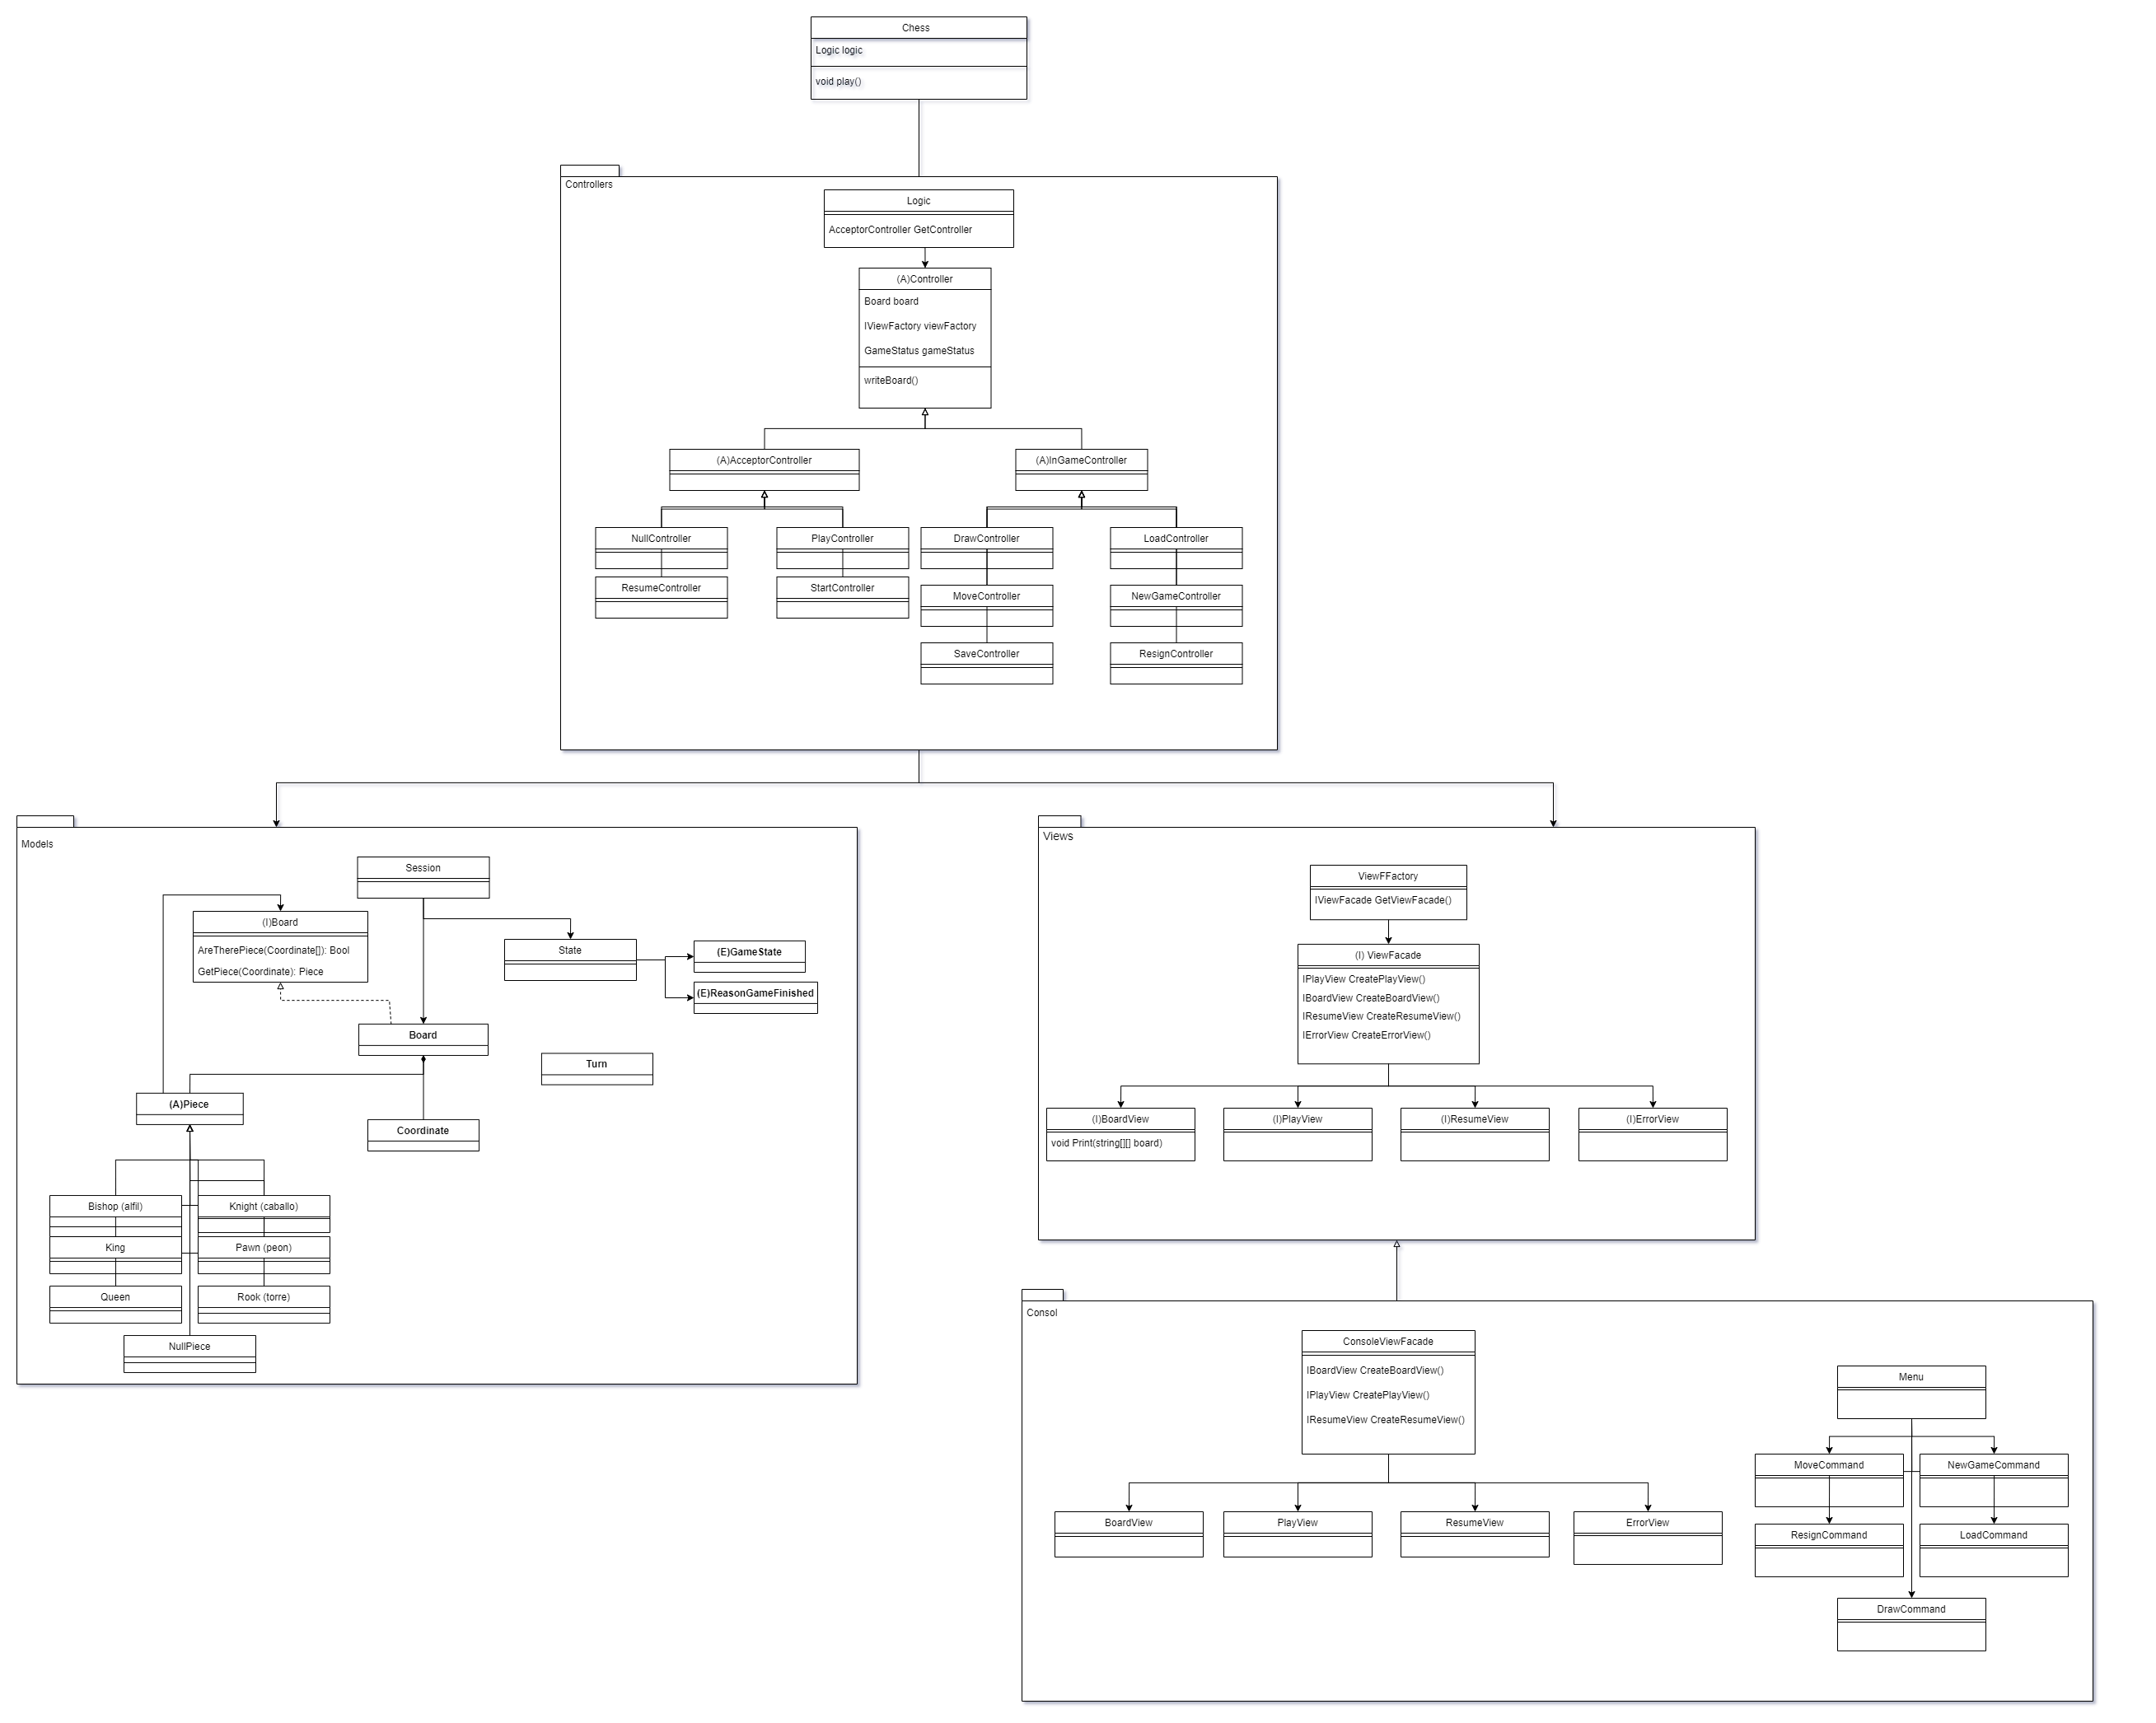 Chess
Logic logic
void play()
Controllers
Logic
AcceptorController GetController
(A)Controller
Board board
IViewFactory viewFactory
GameStatus gameStatus
writeBoard()
(A)AcceptorController
(A)InGameController
NullController
PlayController
DrawController
LoadController
ResumeController
StartController
MoveController
NewGameController
SaveController
ResignController
Models
Session
(I)Board
AreTherePiece(Coordinate[]): Bool
GetPiece(Coordinate): Piece
State
(E)GameState
(E)ReasonGameFinished
Board
Turn
(A)Piece
Coordinate
Bishop (alfil)
Knight (caballo)
King
Pawn (peon)
Queen
Rook (torre)
NullPiece
Views
ViewFFactory
IViewFacade GetViewFacade()
(I) ViewFacade
IPlayView CreatePlayView()
IBoardView CreateBoardView()
IResumeView CreateResumeView()
IErrorView CreateErrorView()
(I)BoardView
void Print(string[][] board)
(I)PlayView
(I)ResumeView
(I)ErrorView
Consol
ConsoleViewFacade
IBoardView CreateBoardView()
IPlayView CreatePlayView()
IResumeView CreateResumeView()
BoardView
PlayView
ResumeView
ErrorView
Menu
MoveCommand
NewGameCommand
ResignCommand
LoadCommand
DrawCommand